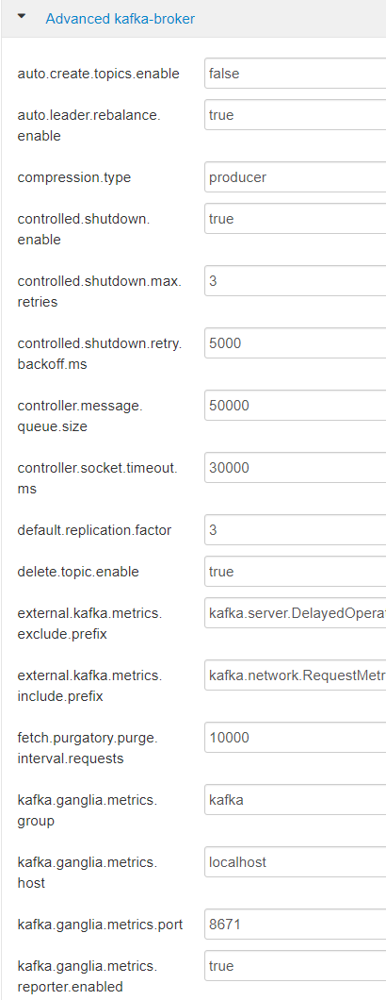 Advanced kafka-broker
auto.create.topics.enable false
auto.leader.rebalance. true
enable
compression.type producer
controlled.shutdown. true
enable
controlled.shutdown.max. 3
retries
controlled.shutdown.retry. 5000
backoff.ms
controller.message. 50000
queue.size
controller.socket.timeout. 30000
ms
default.replication.factor 3
delete.topic.enable true
external.kafka.metrics. kafka.server.DelayedOpera
exclude.prefix
external.kafka.metrics. kafka.network.RequestMetr
include.prefix
fetch.purgatory.purge. 10000
interval.requests
kafka.ganglia.metrics. kafka
group
kafka.ganglia.metrics. localhost
host
kafka.ganglia.metrics.port 8671
kafka.ganglia.metrics. true
reporter.enabled